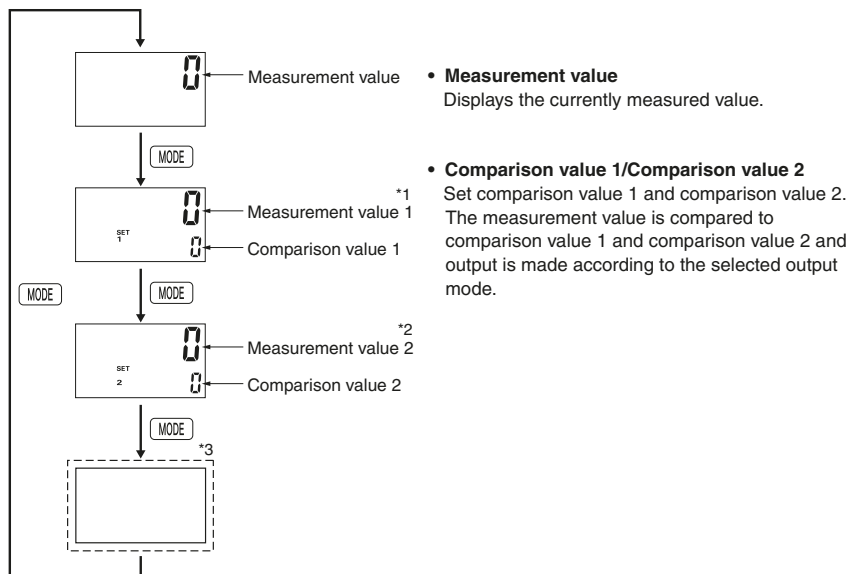 0
Measurement value
MODE
*1
0
Measurement value 1
SET
1
0
Comparison value 1
MODE
MODE
*2
0
Measurement value 2
SET
2
0
Comparison value 2
MODE
*3
• Measurement value
Displays the currently measured value.
• Comparison value 1/Comparison value 2
Set comparison value 1 and comparison value 2.
The measurement value is compared to
comparison value 1 and comparison value 2 and
output is made according to the selected output
mode.